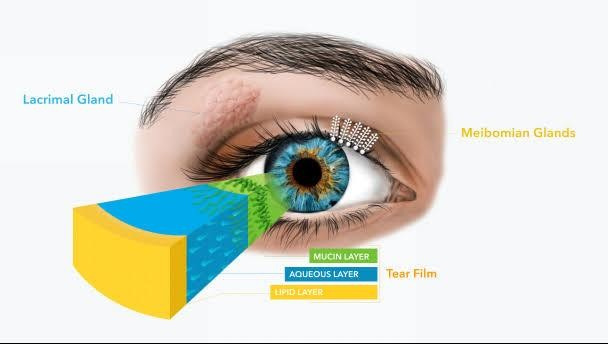 Lacrimal Gland
Meibomian Glands
MUCIN LAYER
AQUEOUS LAYER
Tear Film
LIPID LAYER